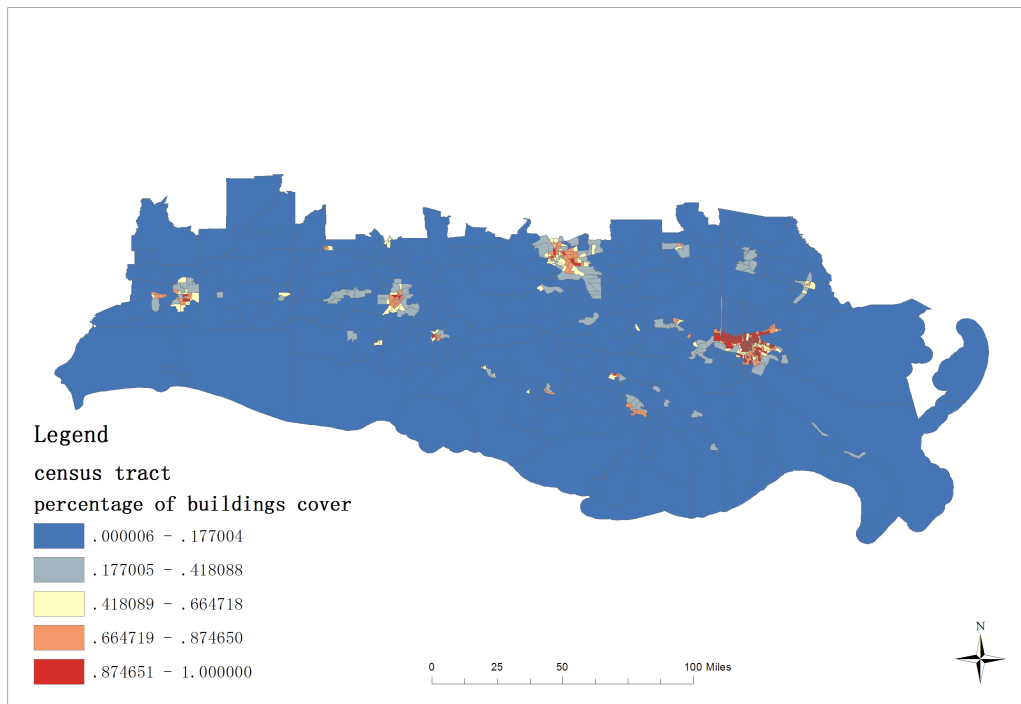 Legend
census tract
percentage of buildings cover
.000006 - .177004
.177005 - .418088
.418089 - .664718
.664719 - .874650
.874651 - 1.000000
0 25 50 100 Miles
N